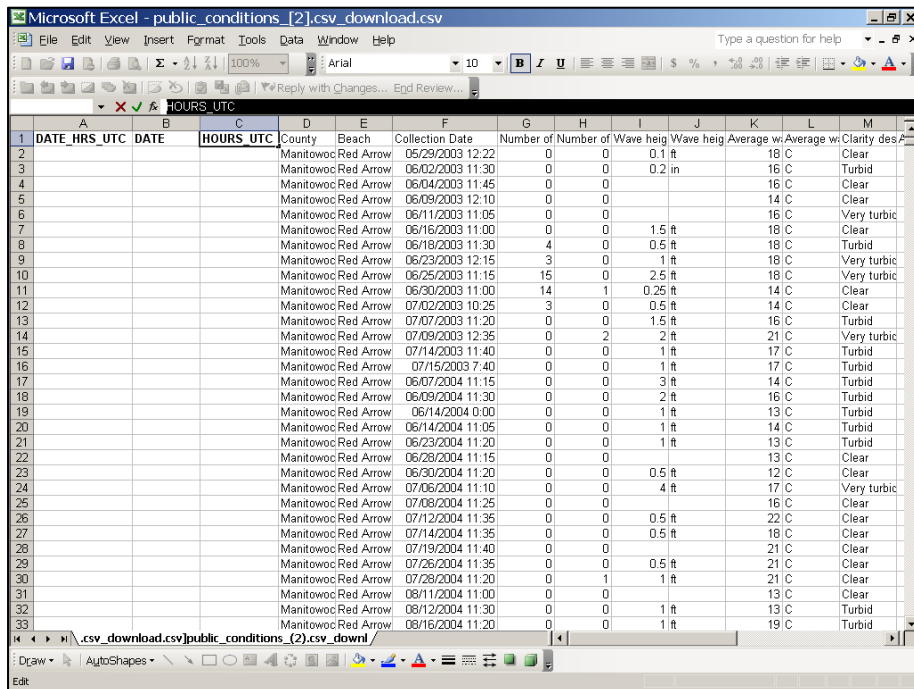 Microsoft Excel - public_conditions_[2].csv_download.csv
File Edit View Insert Format Tools Data Window Help Type a question for help
100% Arial 10 B I U $ % ,
Reply with Changes... End Review...
HOURS_UTC
A B C D E F G H I J K L M
1 DATE_HRS_UTC DATE HOURS_UTC County Beach Collection Date Number of Number of Wave heig Wave heig Average w Average w Clarity des
2 Manitowoc Red Arrow 05/29/2003 12:22 0 0 0.1 ft 18 C Clear
3 Manitowoc Red Arrow 06/02/2003 11:30 0 0 0.2 in 16 C Turbid
4 Manitowoc Red Arrow 06/04/2003 11:45 0 0 16 C Clear
5 Manitowoc Red Arrow 06/09/2003 12:10 0 0 14 C Clear
6 Manitowoc Red Arrow 06/11/2003 11:05 0 0 16 C Very turbid
7 Manitowoc Red Arrow 06/16/2003 11:00 0 0 1.5 ft 18 C Clear
8 Manitowoc Red Arrow 06/18/2003 11:30 4 0 0.5 ft 18 C Turbid
9 Manitowoc Red Arrow 06/23/2003 12:15 3 0 1 ft 18 C Very turbid
10 Manitowoc Red Arrow 06/25/2003 11:15 15 0 2.5 ft 18 C Very turbid
11 Manitowoc Red Arrow 06/30/2003 11:00 14 1 0.25 ft 14 C Clear
12 Manitowoc Red Arrow 07/02/2003 10:25 3 0 0.5 ft 14 C Clear
13 Manitowoc Red Arrow 07/07/2003 11:20 0 0 1.5 ft 16 C Turbid
14 Manitowoc Red Arrow 07/09/2003 12:35 0 2 2 ft 21 C Very turbid
15 Manitowoc Red Arrow 07/14/2003 11:40 0 0 1 ft 17 C Turbid
16 Manitowoc Red Arrow 07/15/2003 7:40 0 0 1 ft 17 C Turbid
17 Manitowoc Red Arrow 06/07/2004 11:15 0 0 3 ft 14 C Turbid
18 Manitowoc Red Arrow 06/09/2004 11:30 0 0 2 ft 16 C Turbid
19 Manitowoc Red Arrow 06/14/2004 0:00 0 0 1 ft 13 C Turbid
20 Manitowoc Red Arrow 06/14/2004 11:05 0 0 1 ft 14 C Turbid
21 Manitowoc Red Arrow 06/23/2004 11:20 0 0 1 ft 13 C Turbid
22 Manitowoc Red Arrow 06/28/2004 11:15 0 0 13 C Clear
23 Manitowoc Red Arrow 06/30/2004 11:20 0 0 0.5 ft 12 C Clear
24 Manitowoc Red Arrow 07/06/2004 11:10 0 0 4 ft 17 C Very turbid
25 Manitowoc Red Arrow 07/08/2004 11:25 0 0 16 C Clear
26 Manitowoc Red Arrow 07/12/2004 11:35 0 0 0.5 ft 22 C Clear
27 Manitowoc Red Arrow 07/14/2004 11:35 0 0 0.5 ft 18 C Clear
28 Manitowoc Red Arrow 07/19/2004 11:40 0 0 21 C Clear
29 Manitowoc Red Arrow 07/26/2004 11:35 0 0 0.5 ft 21 C Clear
30 Manitowoc Red Arrow 07/28/2004 11:20 0 1 1 ft 21 C Clear
31 Manitowoc Red Arrow 08/11/2004 11:00 0 0 13 C Clear
32 Manitowoc Red Arrow 08/12/2004 11:30 0 0 1 ft 13 C Turbid
33 Manitowoc Red Arrow 08/16/2004 11:20 0 0 1 ft 19 C Turbid
.csv_download.csv]public_conditions_(2).csv_downl
Draw AutoShapes
Edit